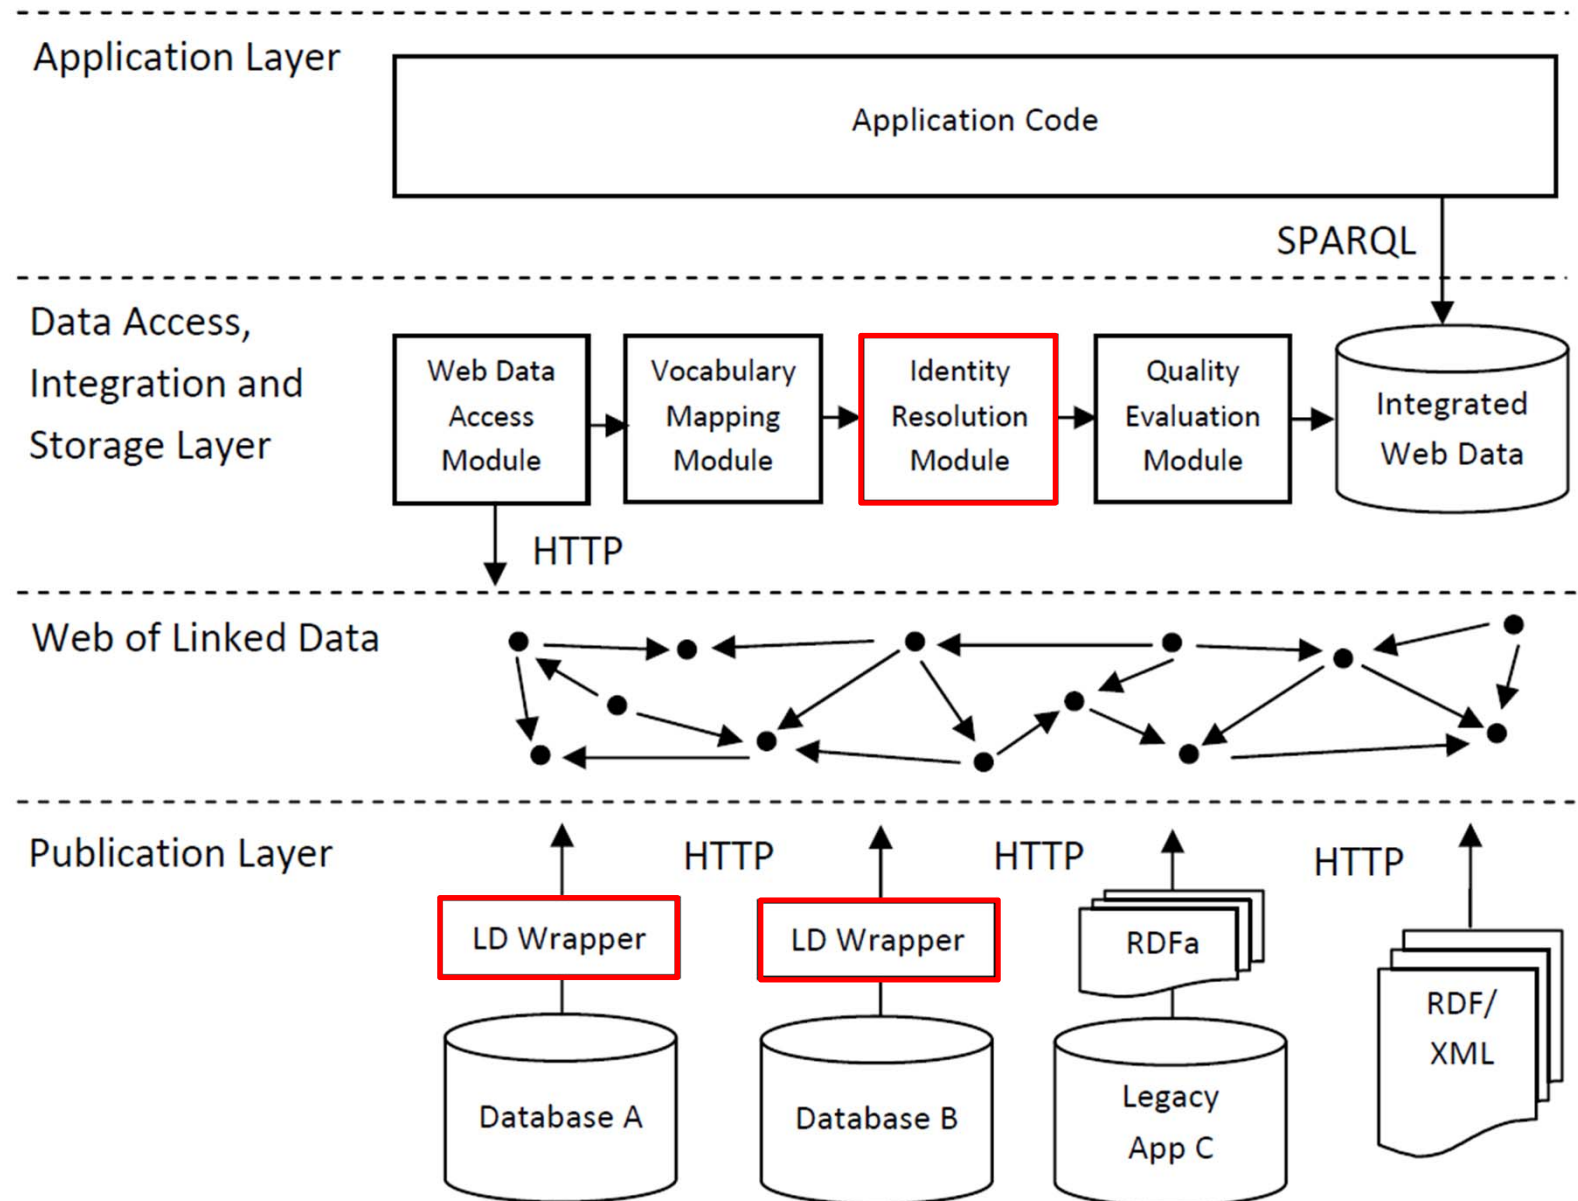 Application Layer
Application Code
SPARQL
Data Access,
Integration and
Storage Layer
Web Data
Access
Module
Vocabulary
Mapping
Module
Identity
Resolution
Module
Quality
Evaluation
Module
Integrated
Web Data
HTTP
Web of Linked Data
Publication Layer
HTTP
HTTP
HTTP
LD Wrapper
LD Wrapper
RDFa
RDF/
XML
Database A
Database B
Legacy
App C